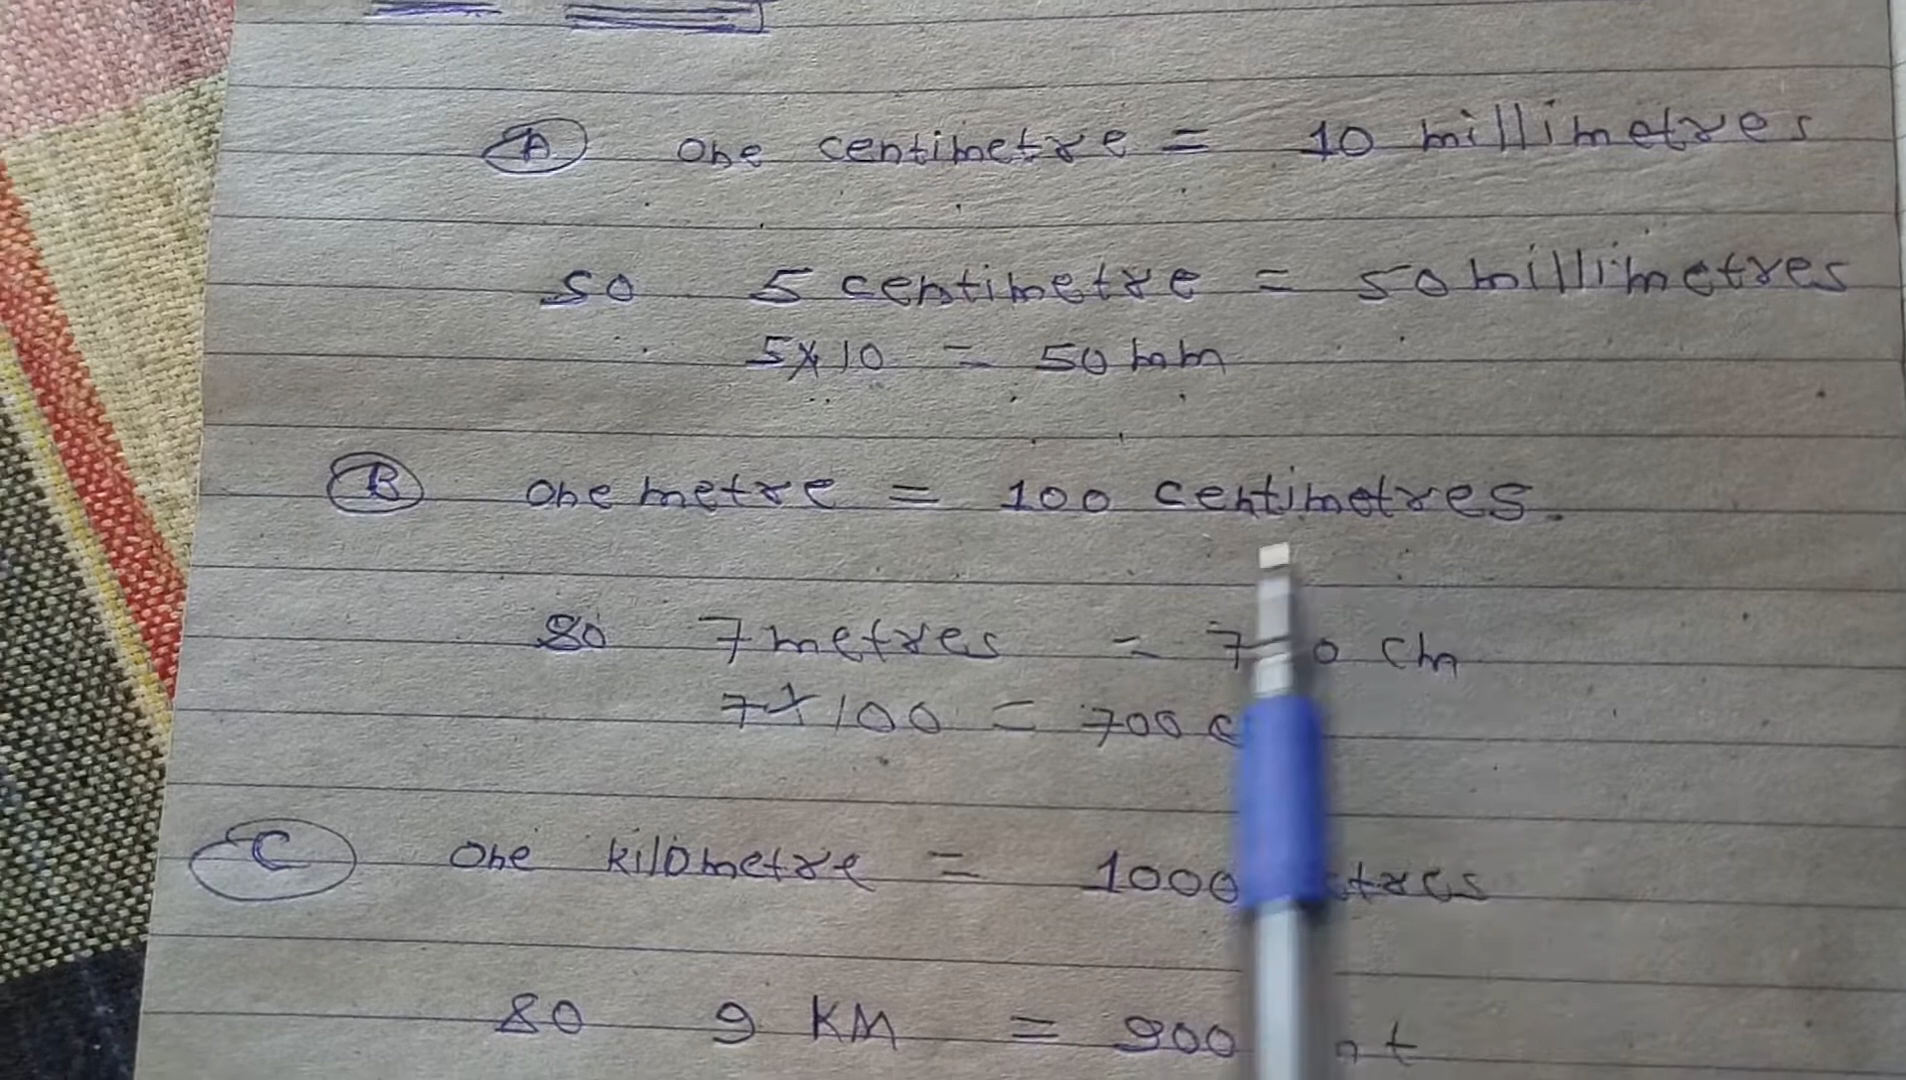 A one centimetre = 10 millimetres
so 5 centimetre = 50 millimetres
5x10 = 50 mm
B one metre = 100 centimetres.
so 7 metres = cm
7x100 = 700
C one kilometre = 1000
so 9 KM =